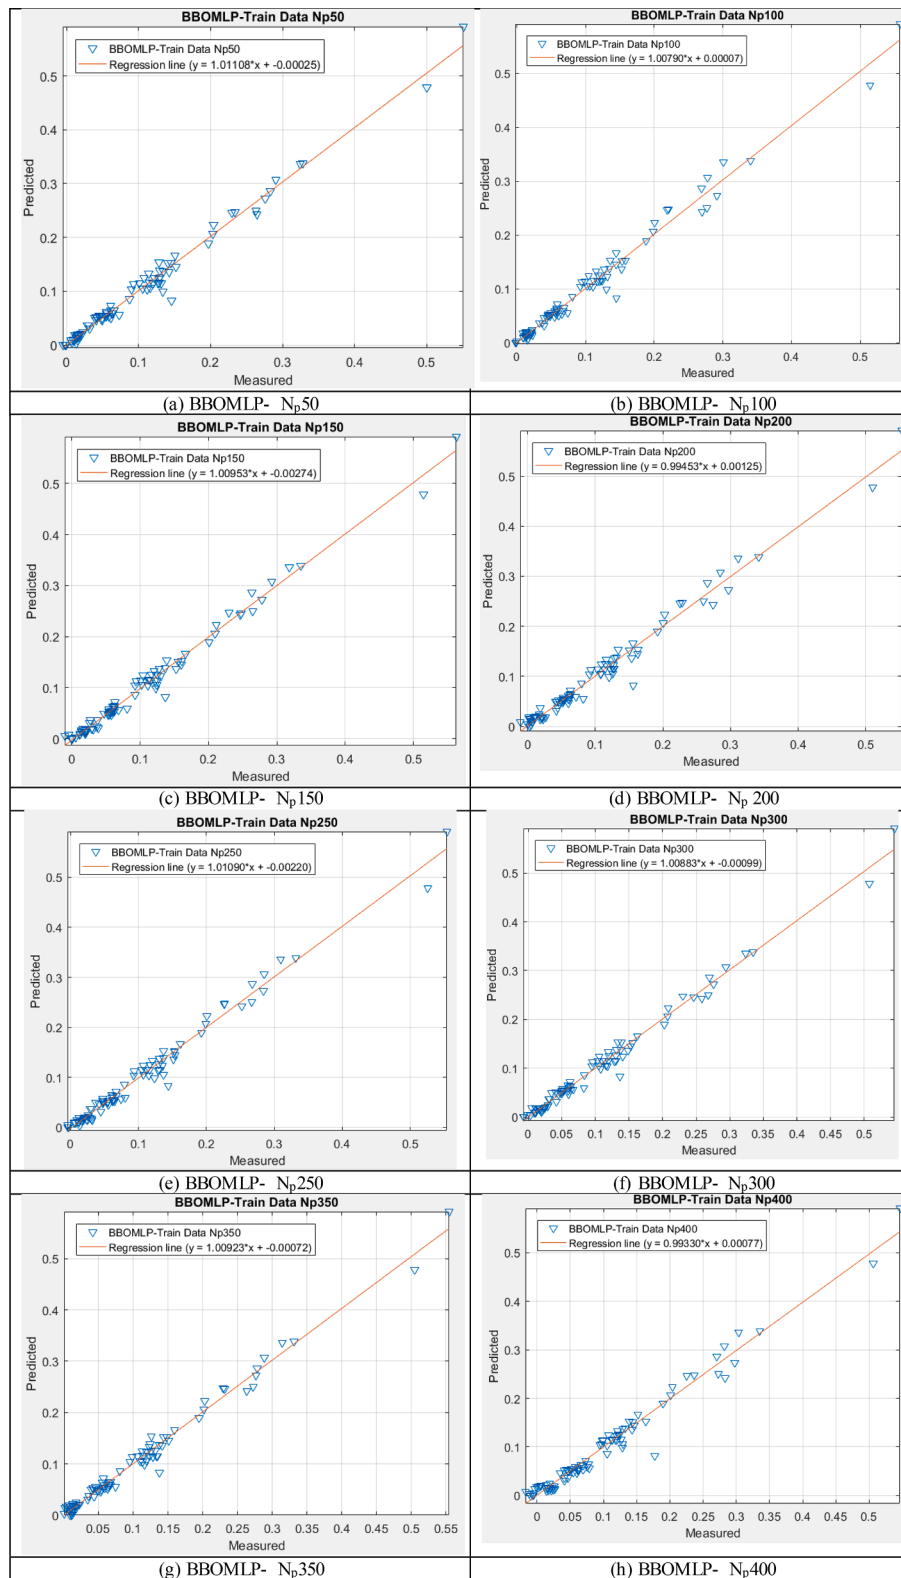 BBOMLP-Train Data Np50
BBOMLP-Train Data Np50
Regression line (y = 1.01108*x + -0.00025)
0.5
0.4
0.3
0.2
0.1
0
Predicted
0 0.1 0.2 0.3 0.4 0.5
Measured
(a) BBOMLP- Np50
BBOMLP-Train Data Np100
BBOMLP-Train Data Np100
Regression line (y = 1.00790*x + 0.00007)
0.5
0.4
0.3
0.2
0.1
0
Predicted
0 0.1 0.2 0.3 0.4 0.5
Measured
(b) BBOMLP- Np100
BBOMLP-Train Data Np150
BBOMLP-Train Data Np150
Regression line (y = 1.00953*x + -0.00274)
0.5
0.4
0.3
0.2
0.1
0
Predicted
0 0.1 0.2 0.3 0.4 0.5
Measured
(c) BBOMLP- Np150
BBOMLP-Train Data Np200
BBOMLP-Train Data Np200
Regression line (y = 0.99453*x + 0.00125)
0.5
0.4
0.3
0.2
0.1
0
Predicted
0 0.1 0.2 0.3 0.4 0.5
Measured
(d) BBOMLP- Np 200
BBOMLP-Train Data Np250
BBOMLP-Train Data Np250
Regression line (y = 1.01090*x + -0.00220)
0.5
0.4
0.3
0.2
0.1
0
Predicted
0 0.1 0.2 0.3 0.4 0.5
Measured
(e) BBOMLP- Np250
BBOMLP-Train Data Np300
BBOMLP-Train Data Np300
Regression line (y = 1.00883*x + -0.00099)
0.5
0.4
0.3
0.2
0.1
0
Predicted
0 0.05 0.1 0.15 0.2 0.25 0.3 0.35 0.4 0.45 0.5
Measured
(f) BBOMLP- Np300
BBOMLP-Train Data Np350
BBOMLP-Train Data Np350
Regression line (y = 1.00923*x + -0.00072)
0.5
0.4
0.3
0.2
0.1
0
Predicted
0.05 0.1 0.15 0.2 0.25 0.3 0.35 0.4 0.45 0.5 0.55
Measured
(g) BBOMLP- Np350
BBOMLP-Train Data Np400
BBOMLP-Train Data Np400
Regression line (y = 0.99330*x + 0.00077)
0.5
0.4
0.3
0.2
0.1
0
Predicted
0 0.05 0.1 0.15 0.2 0.25 0.3 0.35 0.4 0.45 0.5
Measured
(h) BBOMLP- Np400